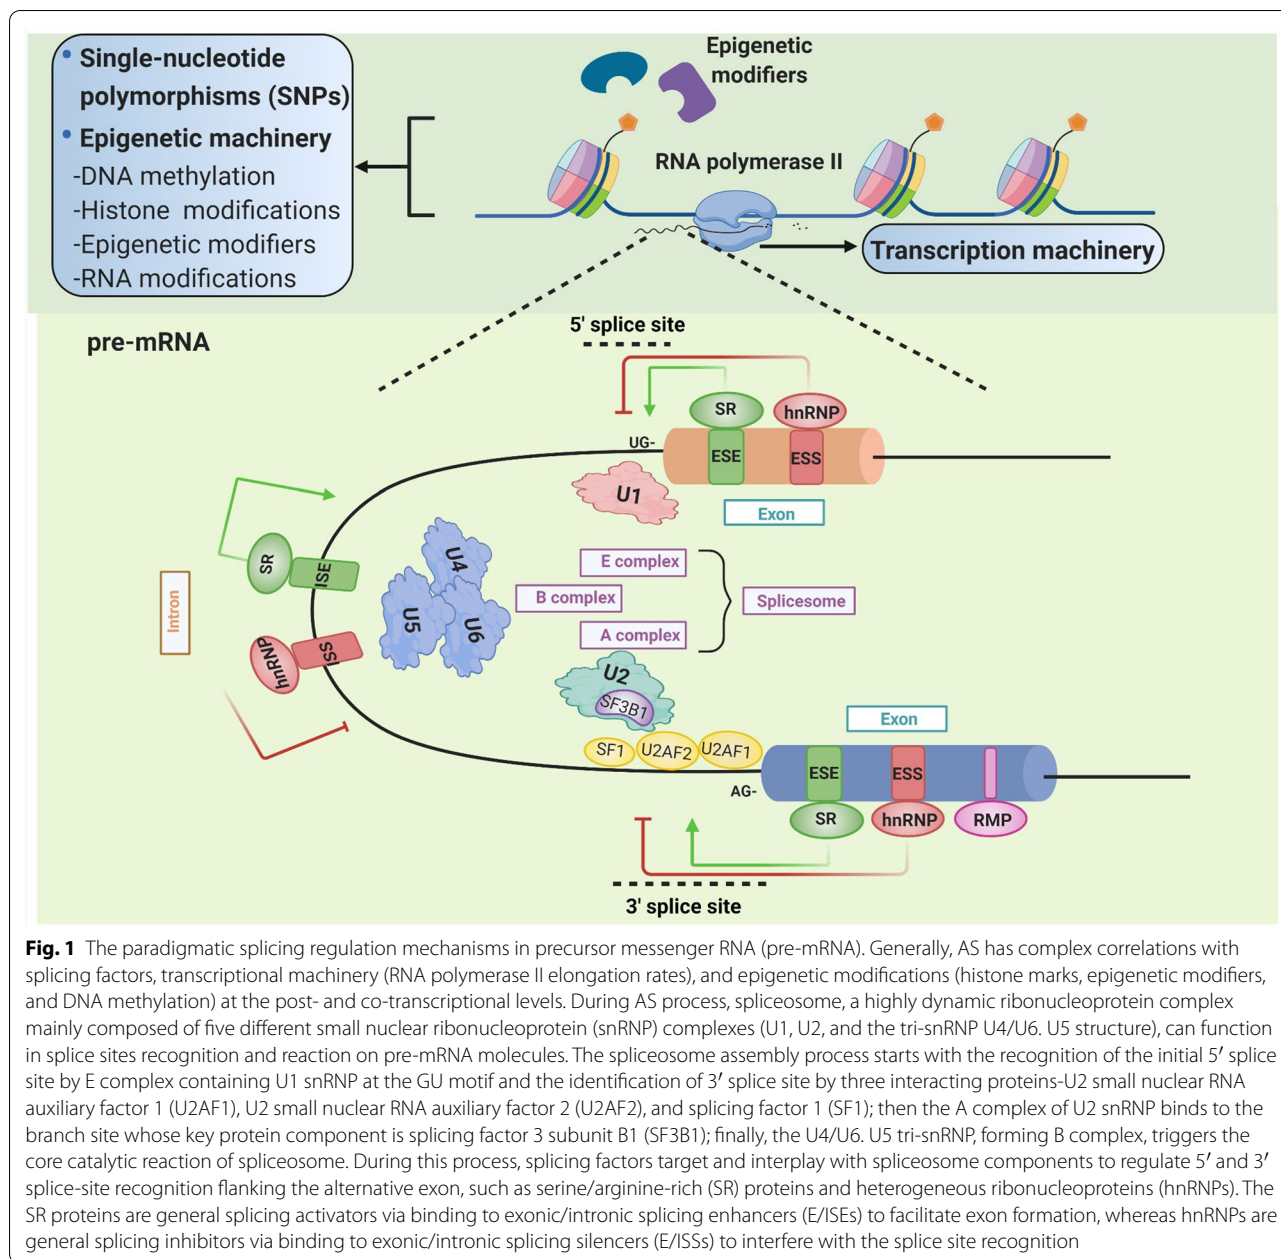 Single-nucleotide
polymorphisms (SNPs)
Epigenetic machinery
-DNA methylation
-Histone modifications
-Epigenetic modifiers
-RNA modifications
Epigenetic
modifiers
RNA polymerase II
Transcription machinery
pre-mRNA
5' splice site
SR
hnRNP
UG-
ESE
ESS
U1
Exon
SR
ISE
Intron
hnRNP
ISS
U4
U5
U6
E complex
B complex
A complex
Splicesome
U2
SF3B1
SF1
U2AF2
U2AF1
Exon
AG-
ESE
ESS
SR
hnRNP
RMP
3' splice site
Fig. 1 The paradigmatic splicing regulation mechanisms in precursor messenger RNA (pre-mRNA). Generally, AS has complex correlations with
splicing factors, transcriptional machinery (RNA polymerase II elongation rates), and epigenetic modifications (histone marks, epigenetic modifiers,
and DNA methylation) at the post- and co-transcriptional levels. During AS process, spliceosome, a highly dynamic ribonucleoprotein complex
mainly composed of five different small nuclear ribonucleoprotein (snRNP) complexes (U1, U2, and the tri-snRNP U4/U6. U5 structure), can function
in splice sites recognition and reaction on pre-mRNA molecules. The spliceosome assembly process starts with the recognition of the initial 5′ splice
site by E complex containing U1 snRNP at the GU motif and the identification of 3′ splice site by three interacting proteins-U2 small nuclear RNA
auxiliary factor 1 (U2AF1), U2 small nuclear RNA auxiliary factor 2 (U2AF2), and splicing factor 1 (SF1); then the A complex of U2 snRNP binds to the
branch site whose key protein component is splicing factor 3 subunit B1 (SF3B1); finally, the U4/U6. U5 tri-snRNP, forming B complex, triggers the
core catalytic reaction of spliceosome. During this process, splicing factors target and interplay with spliceosome components to regulate 5′ and 3′
splice-site recognition flanking the alternative exon, such as serine/arginine-rich (SR) proteins and heterogeneous ribonucleoproteins (hnRNPs). The
SR proteins are general splicing activators via binding to exonic/intronic splicing enhancers (E/ISEs) to facilitate exon formation, whereas hnRNPs are
general splicing inhibitors via binding to exonic/intronic splicing silencers (E/ISSs) to interfere with the splice site recognition